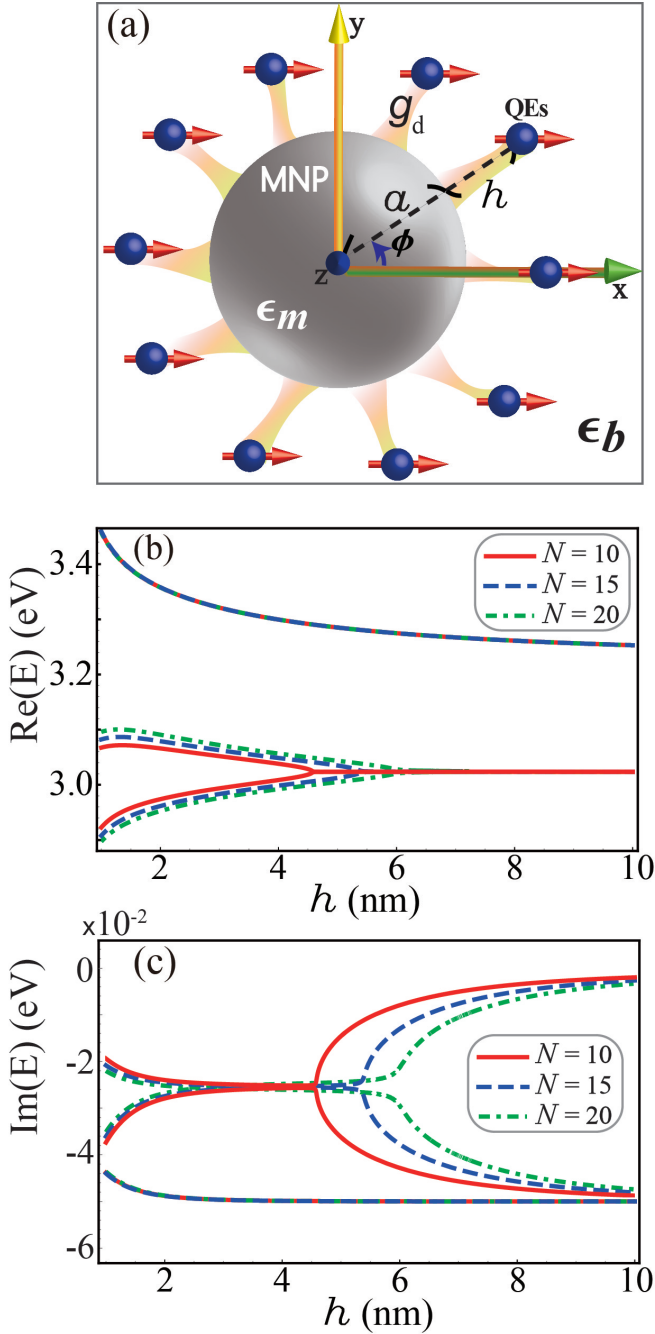 (a)
y
g_d
QEs
MNP
a
h
ϕ
z
x
ϵ_m
ϵ_b
(b)
N = 10
N = 15
N = 20
Re(E) (eV)
3.4
3.2
3.0
2
4
6
8
10
h (nm)
x10^-2
(c)
N = 10
N = 15
N = 20
Im(E) (eV)
0
-2
-4
-6
2
4
6
8
10
h (nm)